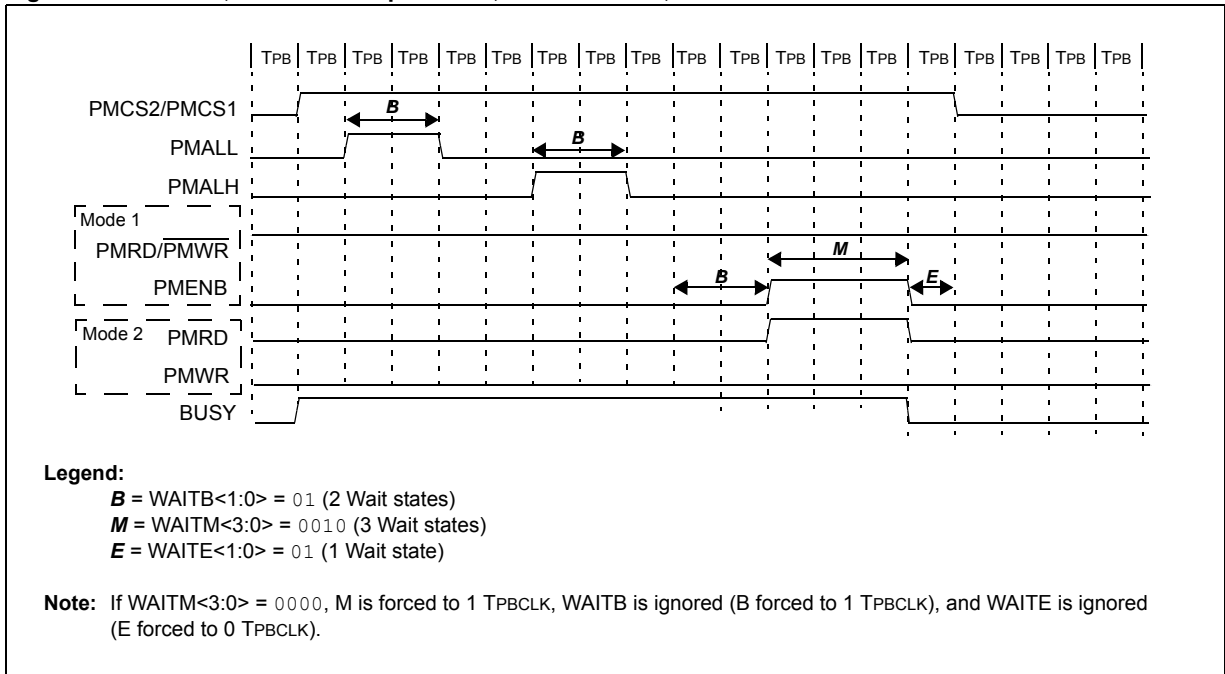 TPB TPB TPB TPB TPB TPB TPB TPB TPB TPB TPB TPB TPB TPB TPB TPB TPB TPB TPB
PMCS2/PMCS1
B
PMALL
B
PMALH
Mode 1
PMRD/PMWR
M
PMENB
B
E
Mode 2
PMRD
PMWR
BUSY
Legend:
B = WAITB<1:0> = 01 (2 Wait states)
M = WAITM<3:0> = 0010 (3 Wait states)
E = WAITE<1:0> = 01 (1 Wait state)
Note: If WAITM<3:0> = 0000, M is forced to 1 TPBCLK, WAITB is ignored (B forced to 1 TPBCLK), and WAITE is ignored
(E forced to 0 TPBCLK).